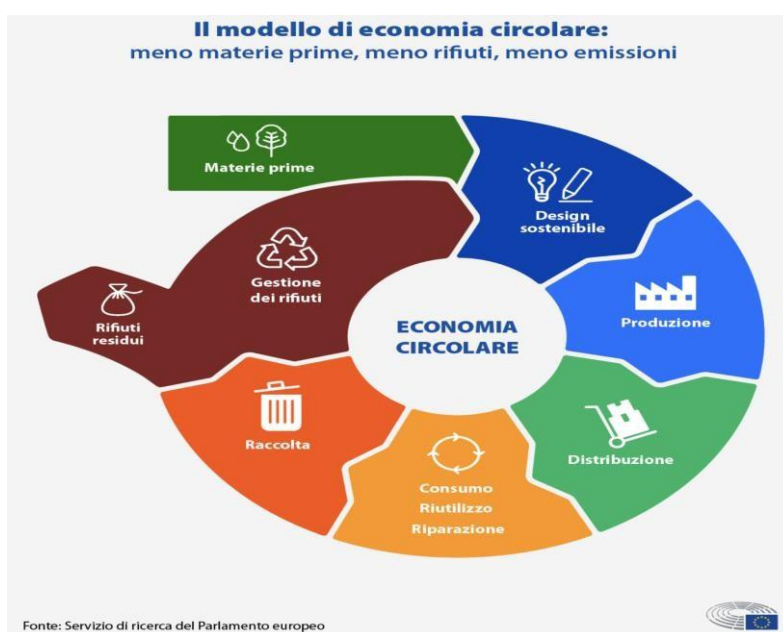 Il modello di economia circolare:
meno materie prime, meno rifiuti, meno emissioni
Materie prime
Design
sostenibile
Produzione
Distribuzione
Consumo
Riutilizzo
Riparazione
Raccolta
Gestione
dei rifiuti
Rifiuti
residui
ECONOMIA
CIRCOLARE
Fonte: Servizio di ricerca del Parlamento europeo